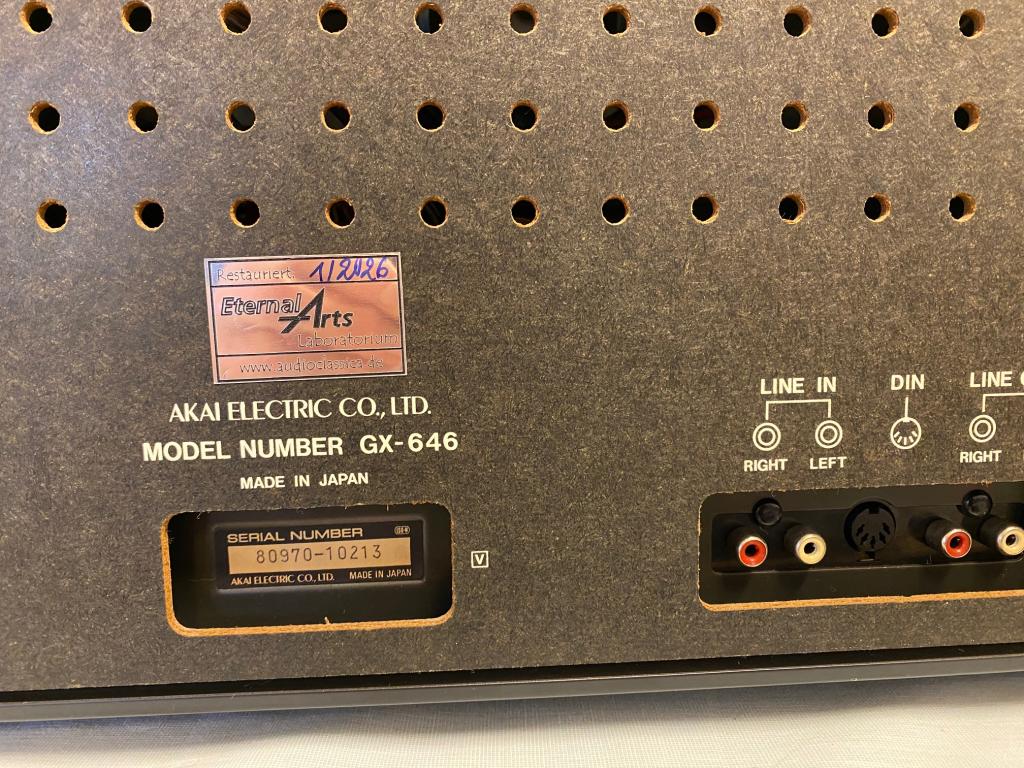 Restauriert: 1/2026
Eternal Arts
Laboratorium
www.audioclassica.de
AKAI ELECTRIC CO., LTD.
MODEL NUMBER GX-646
MADE IN JAPAN
SERIAL NUMBER
80970-10213
AKAI ELECTRIC CO., LTD. MADE IN JAPAN
V
LINE IN
RIGHT LEFT
DIN
LINE
RIGHT